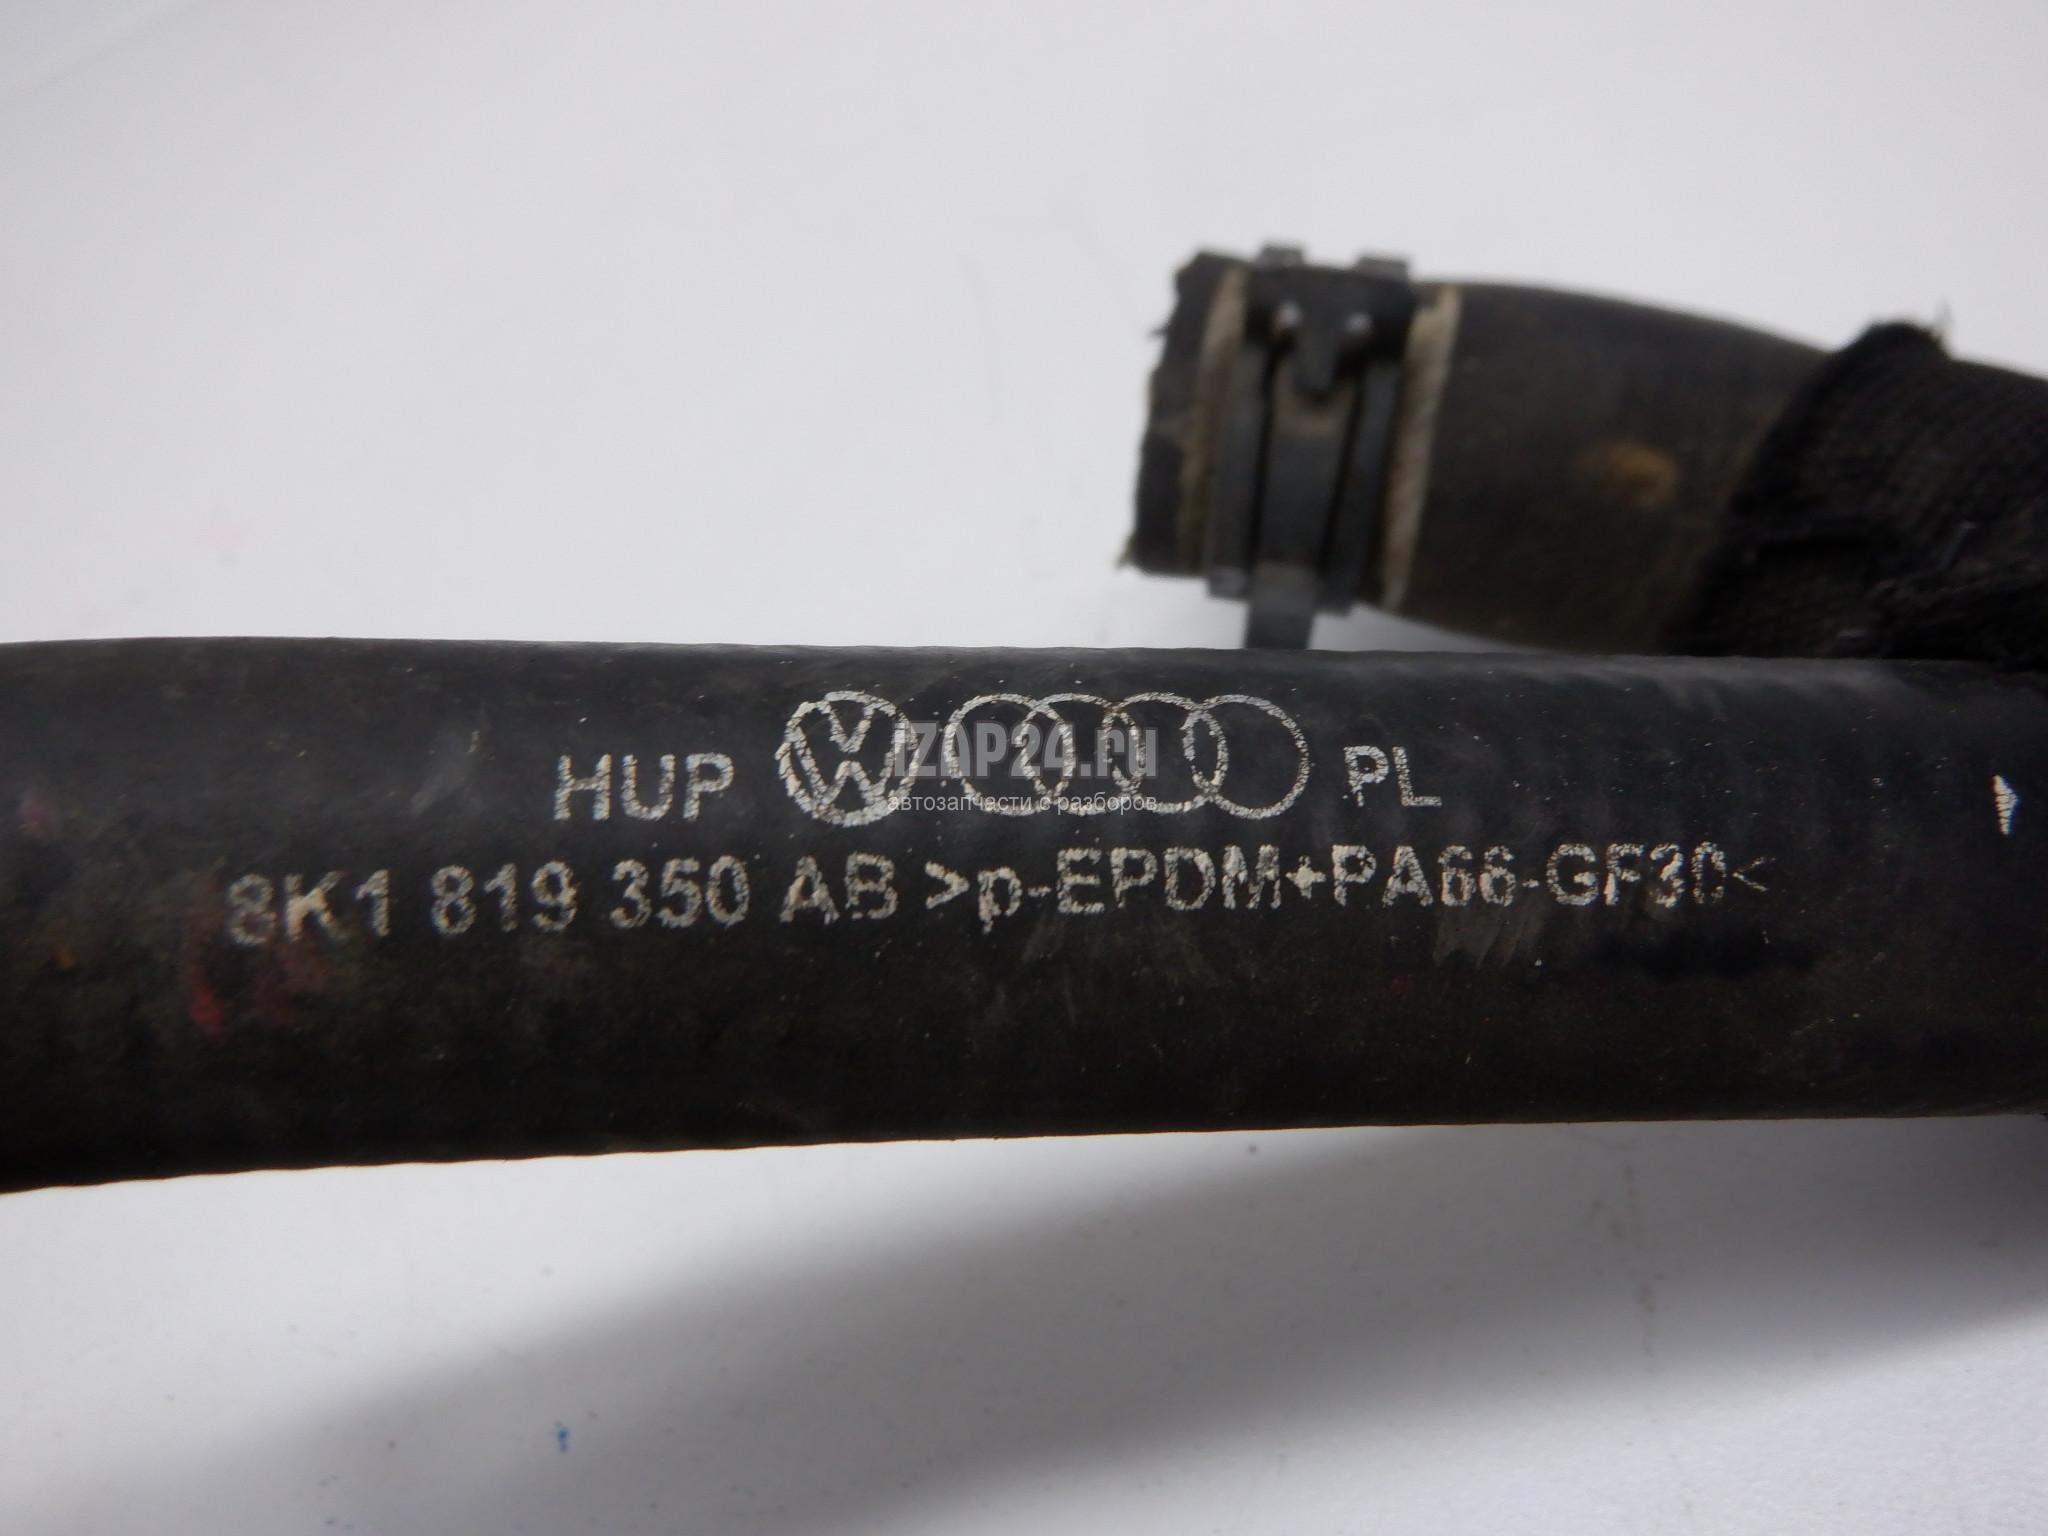 HUP PL
IZAP24.ru
автозапчасти с разборов
8K1 819 350 AB >p-EPDM+PA66-GF30<